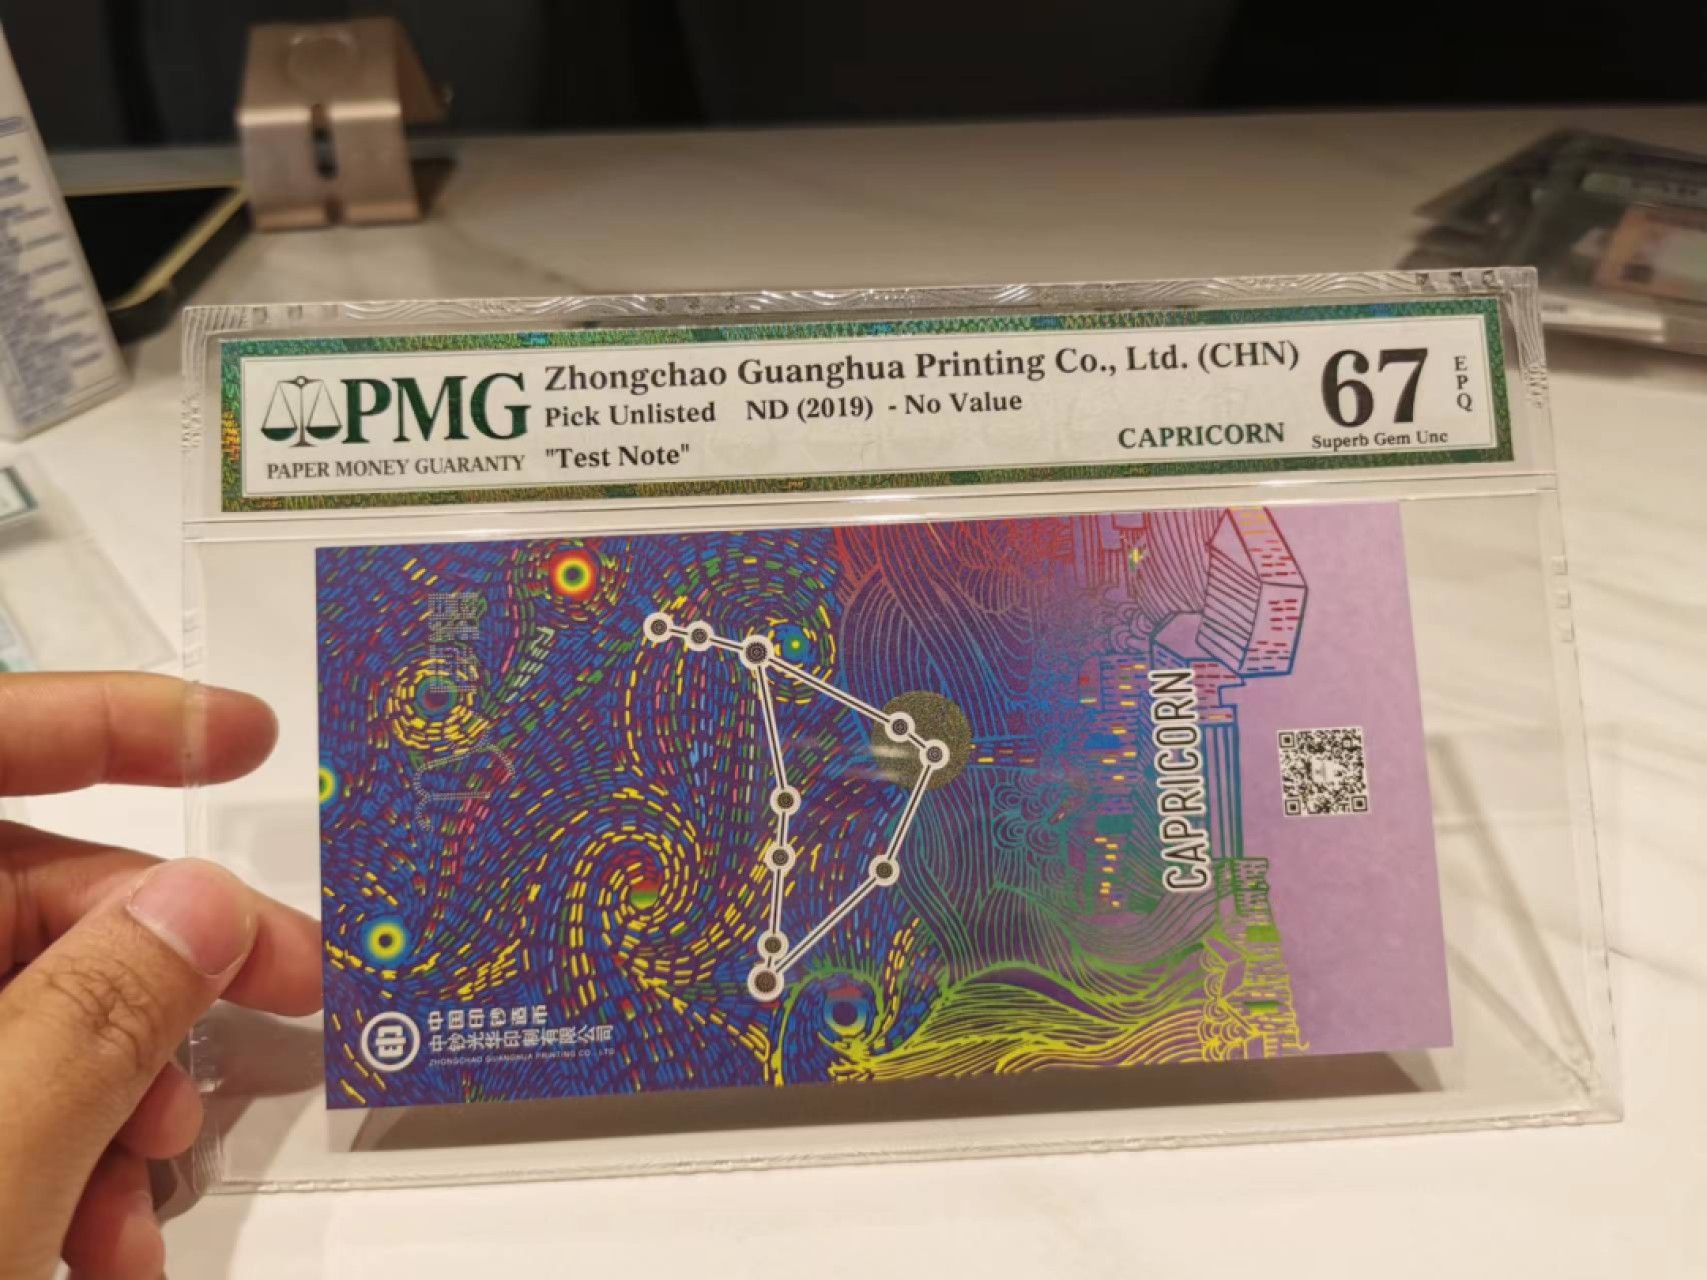 PMG
PAPER MONEY GUARANTY
Zhongchao Guanghua Printing Co., Ltd. (CHN)
Pick Unlisted ND (2019) - No Value
"Test Note"
CAPRICORN
67
EPQ
Superb Gem Unc
CAPRICORN
中国印钞造币
中钞光华印制有限公司
ZHONGCHAO GUANGHUA PRINTING CO., LTD